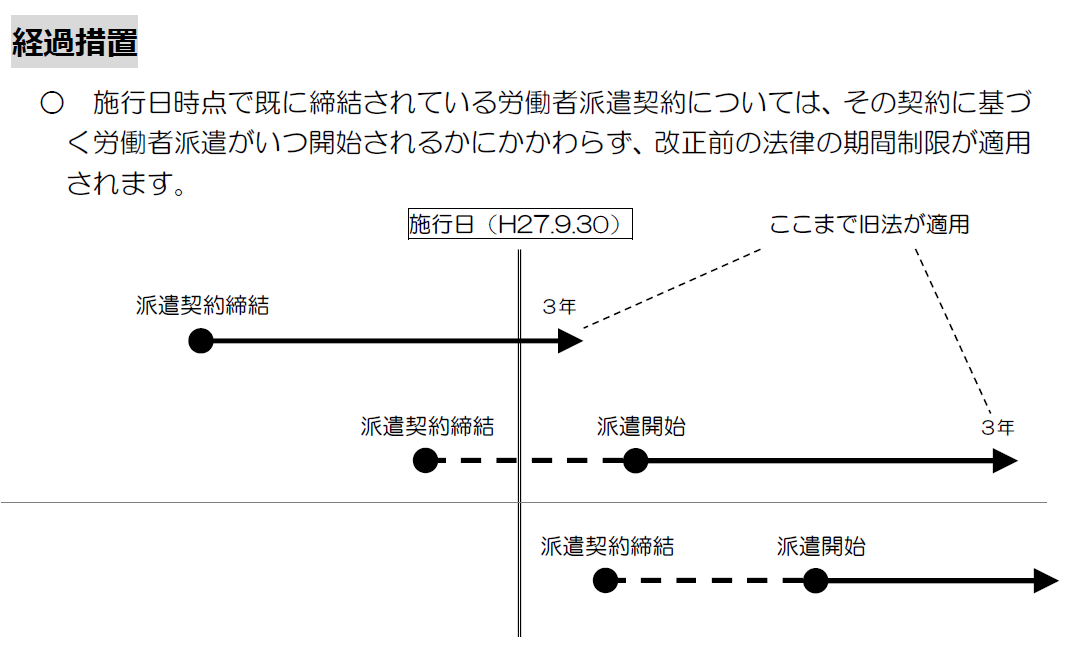 経過措置
○　施行日時点で既に締結されている労働者派遣契約については、その契約に基づ
く労働者派遣がいつ開始されるかにかかわらず、改正前の法律の期間制限が適用
されます。
施行日（H27.9.30）
ここまで旧法が適用
派遣契約締結
３年
派遣契約締結
派遣開始
３年
派遣契約締結
派遣開始